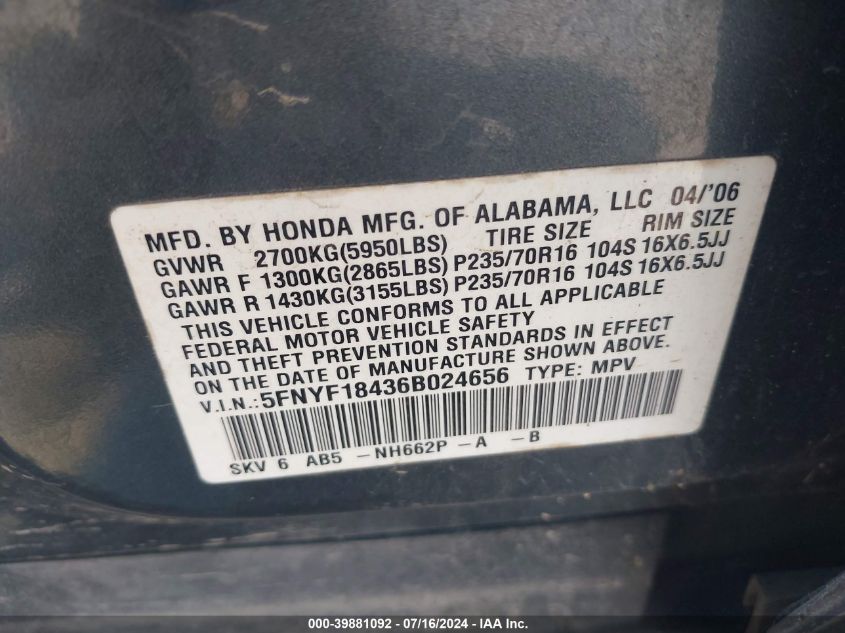 MFD. BY HONDA MFG. OF ALABAMA, LLC 04/'06
GVWR 2700KG(5950LBS) TIRE SIZE RIM SIZE
GAWR F 1300KG(2865LBS) P235/70R16 104S 16X6.5JJ
GAWR R 1430KG(3155LBS) P235/70R16 104S 16X6.5JJ
THIS VEHICLE CONFORMS TO ALL APPLICABLE
FEDERAL MOTOR VEHICLE SAFETY
AND THEFT PREVENTION STANDARDS IN EFFECT
ON THE DATE OF MANUFACTURE SHOWN ABOVE.
V.I.N.:5FNYF18436B024656 TYPE: MPV
SKV 6 AB5 -NH662P -A -B
000-39881092 - 07/16/2024 - IAA Inc.